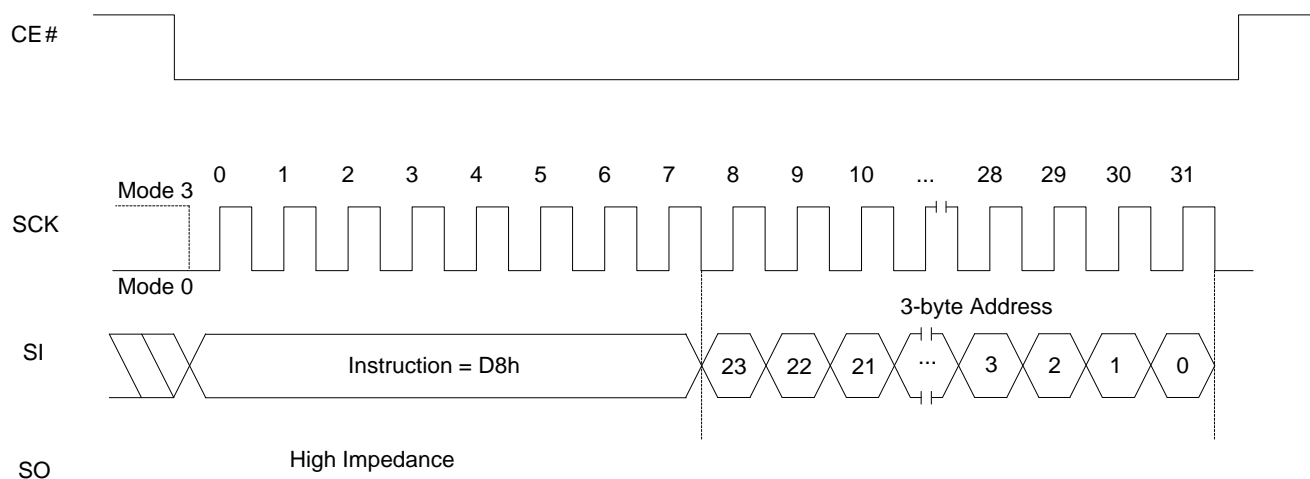 CE#
0 1 2 3 4 5 6 7 8 9 10 ... 28 29 30 31
Mode 3
SCK
Mode 0
3-byte Address
SI
Instruction = D8h
23 22 21 ... 3 2 1 0
High Impedance
SO